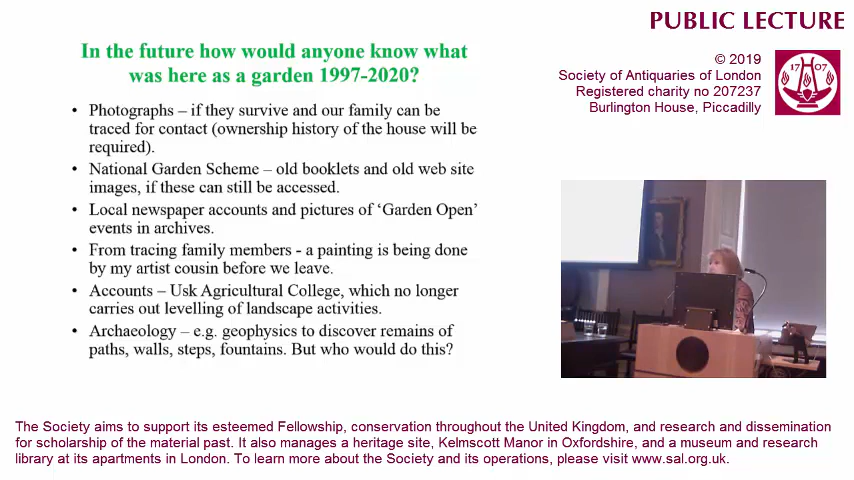 PUBLIC LECTURE
In the future how would anyone know what
was here as a garden 1997-2020?
• Photographs – if they survive and our family can be
traced for contact (ownership history of the house will be
required).
• National Garden Scheme – old booklets and old web site
images, if these can still be accessed.
• Local newspaper accounts and pictures of ‘Garden Open’
events in archives.
• From tracing family members - a painting is being done
by my artist cousin before we leave.
• Accounts – Usk Agricultural College, which no longer
carries out levelling of landscape activities.
• Archaeology – e.g. geophysics to discover remains of
paths, walls, steps, fountains. But who would do this?
© 2019
Society of Antiquaries of London
Registered charity no 207237
Burlington House, Piccadilly
1707
The Society aims to support its esteemed Fellowship, conservation throughout the United Kingdom, and research and dissemination
for scholarship of the material past. It also manages a heritage site, Kelmscott Manor in Oxfordshire, and a museum and research
library at its apartments in London. To learn more about the Society and its operations, please visit www.sal.org.uk.